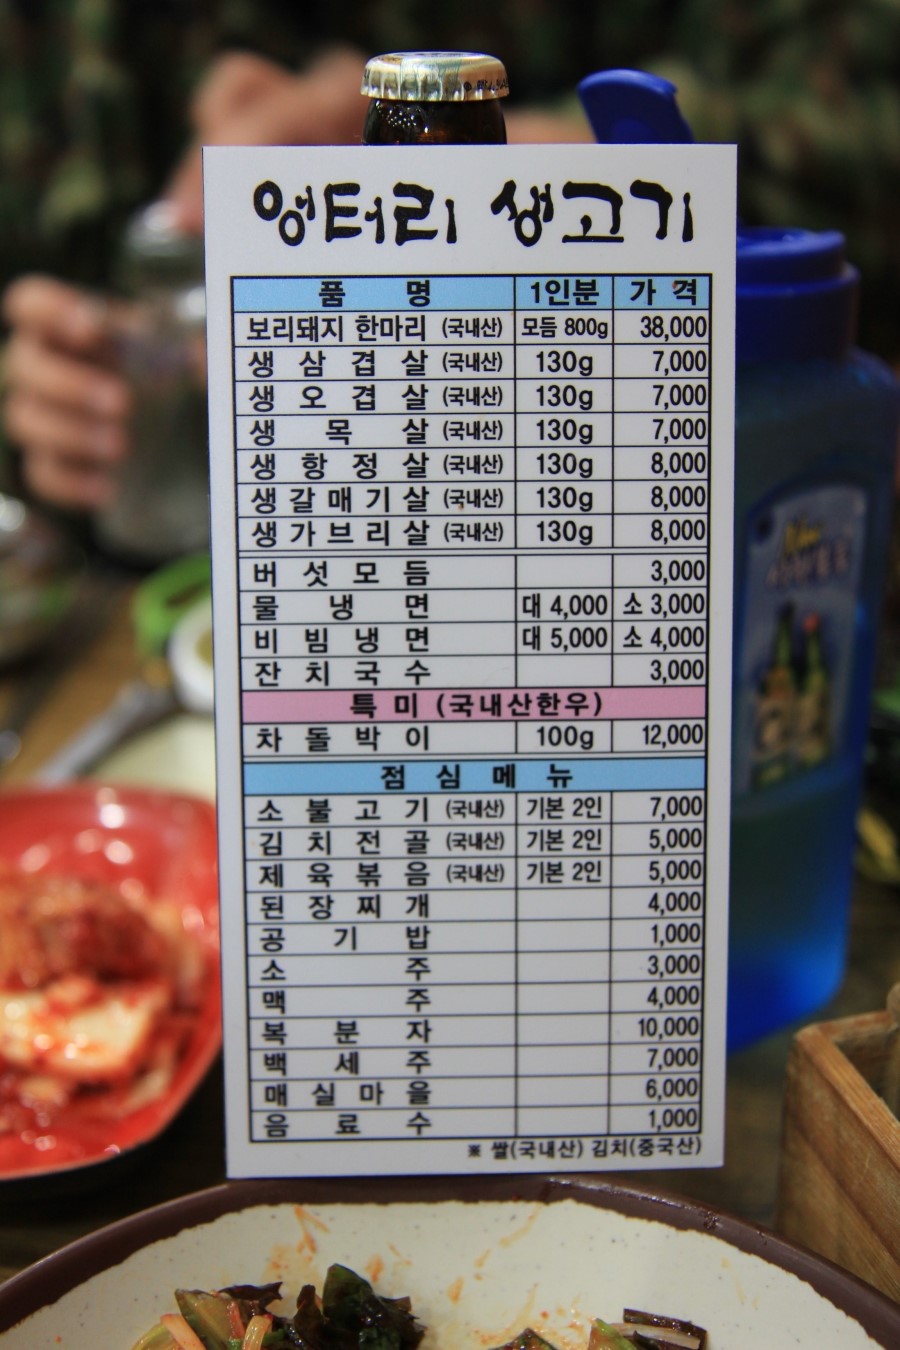 엉터리 생고기
품 명 1인분 가 격
보리돼지 한마리 (국내산) 모듬 800g 38,000
생 삼 겹 살 (국내산) 130g 7,000
생 오 겹 살 (국내산) 130g 7,000
생 목 살 (국내산) 130g 7,000
생 항 정 살 (국내산) 130g 8,000
생 갈 매 기 살 (국내산) 130g 8,000
생 가 브 리 살 (국내산) 130g 8,000
버 섯 모 듬 3,000
물 냉 면 대 4,000 소 3,000
비 빔 냉 면 대 5,000 소 4,000
잔 치 국 수 3,000
특 미 (국내산한우)
차 돌 박 이 100g 12,000
점 심 메 뉴
소 불 고 기 (국내산) 기본 2인 7,000
김 치 전 골 (국내산) 기본 2인 5,000
제 육 볶 음 (국내산) 기본 2인 5,000
된 장 찌 개 4,000
공 기 밥 1,000
소 주 3,000
맥 주 4,000
복 분 자 10,000
백 세 주 7,000
매 실 마 을 6,000
음 료 수 1,000
※ 쌀(국내산) 김치(중국산)